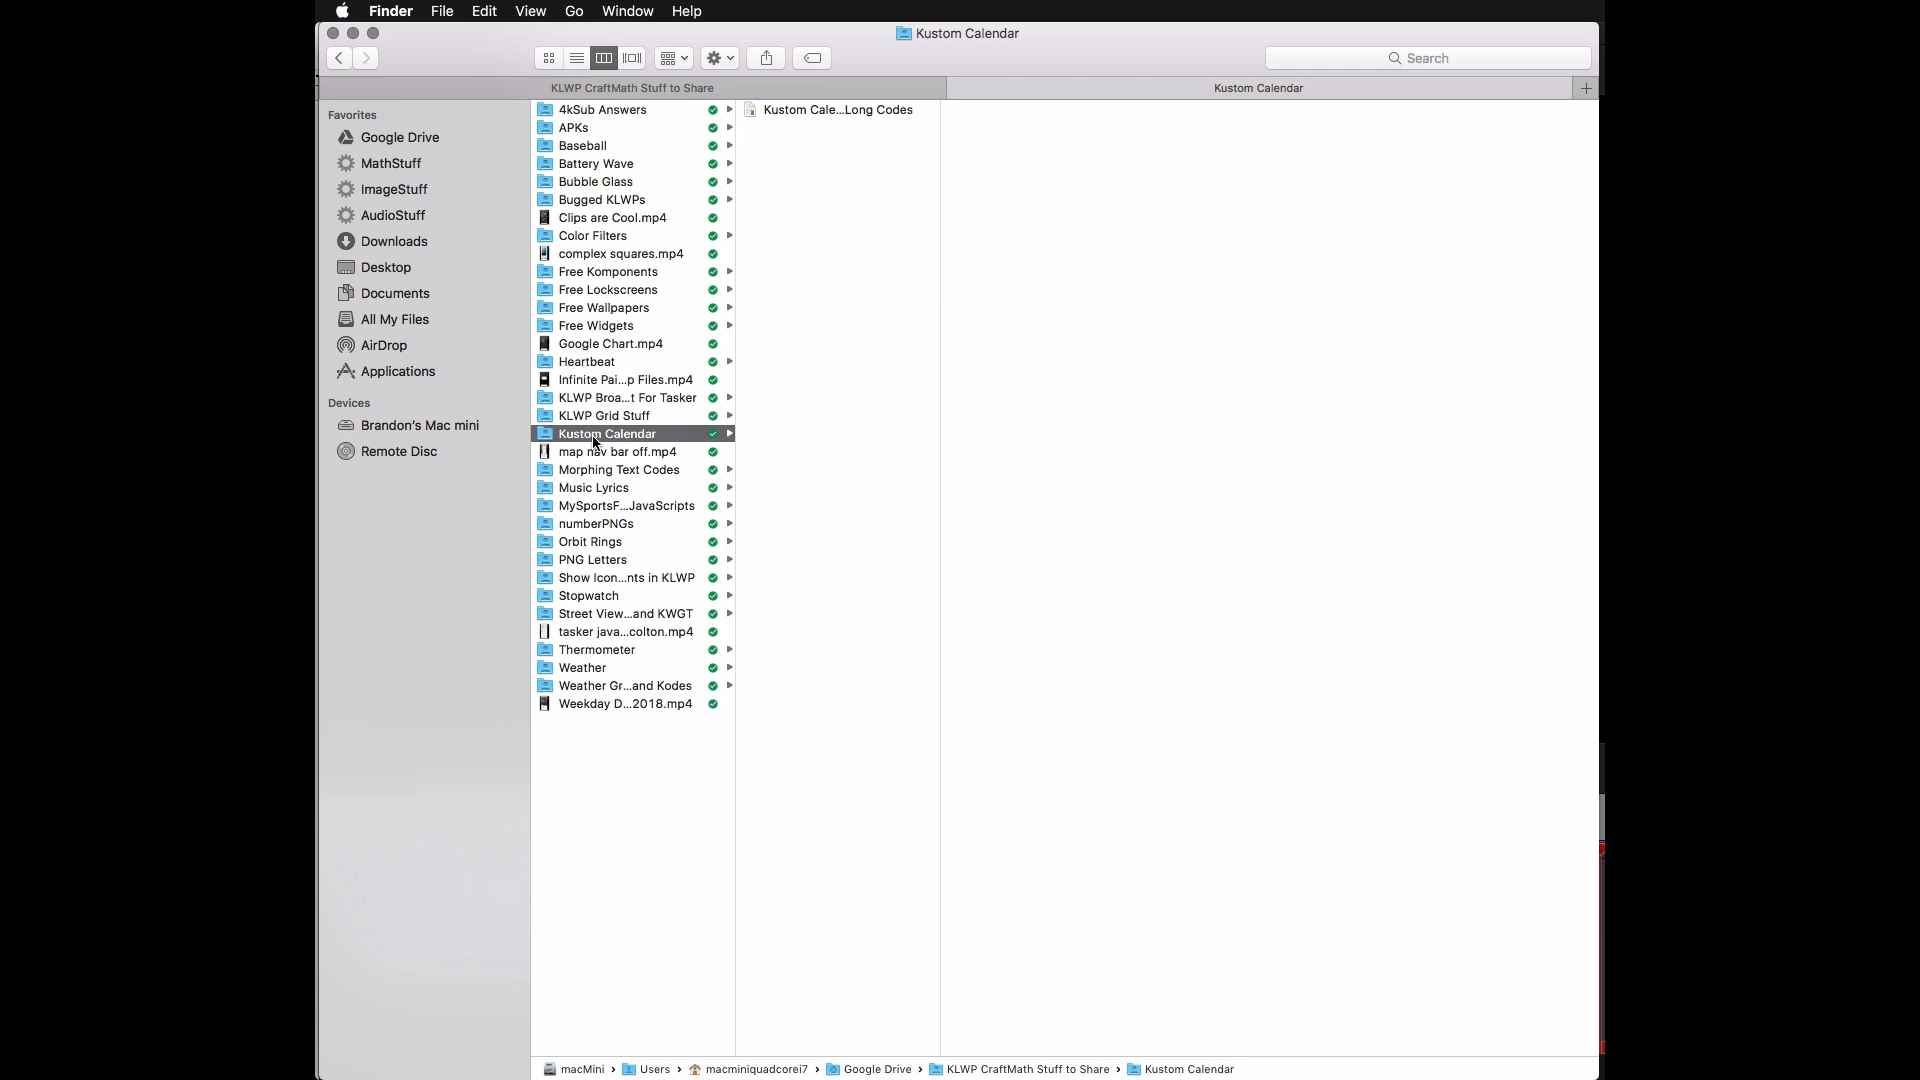 Finder File Edit View Go Window Help
Kustom Calendar
Search
KLWP CraftMath Stuff to Share
Kustom Calendar
Favorites
Google Drive
MathStuff
ImageStuff
AudioStuff
Downloads
Desktop
Documents
All My Files
AirDrop
Applications
Devices
Brandon's Mac mini
Remote Disc
4kSub Answers
APKs
Baseball
Battery Wave
Bubble Glass
Bugged KLWPs
Clips are Cool.mp4
Color Filters
complex squares.mp4
Free Komponents
Free Lockscreens
Free Wallpapers
Free Widgets
Google Chart.mp4
Heartbeat
Infinite Pai...p Files.mp4
KLWP Broa...t For Tasker
KLWP Grid Stuff
Kustom Calendar
map nav bar off.mp4
Morphing Text Codes
Music Lyrics
MySportsF...JavaScripts
numberPNGs
Orbit Rings
PNG Letters
Show Icon...nts in KLWP
Stopwatch
Street View...and KWGT
tasker java...colton.mp4
Thermometer
Weather
Weather Gr...and Kodes
Weekday D...2018.mp4
Kustom Cale...Long Codes
macMini › Users › macminiquadcorei7 › Google Drive › KLWP CraftMath Stuff to Share › Kustom Calendar